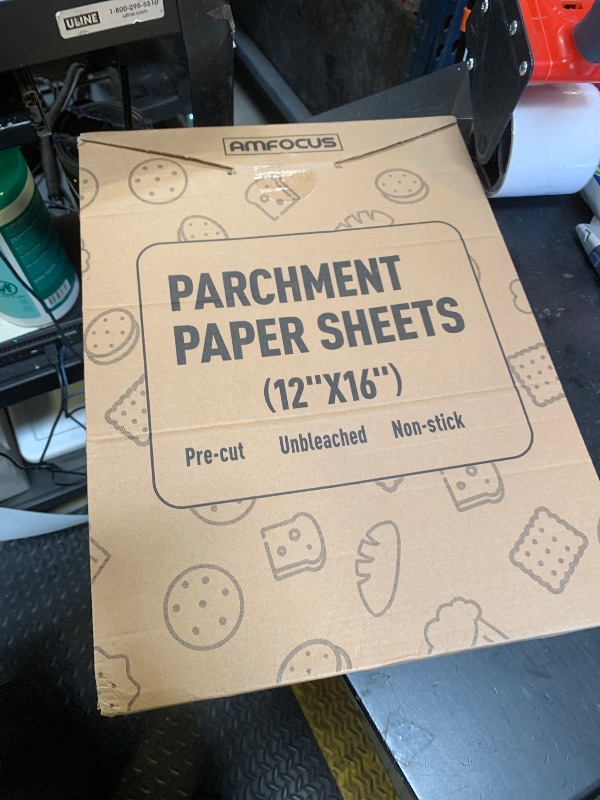 ULINE
1-800-295-5510
uline.com
AMFOCUS
PARCHMENT
PAPER SHEETS
(12"X16")
Pre-cut Unbleached Non-stick